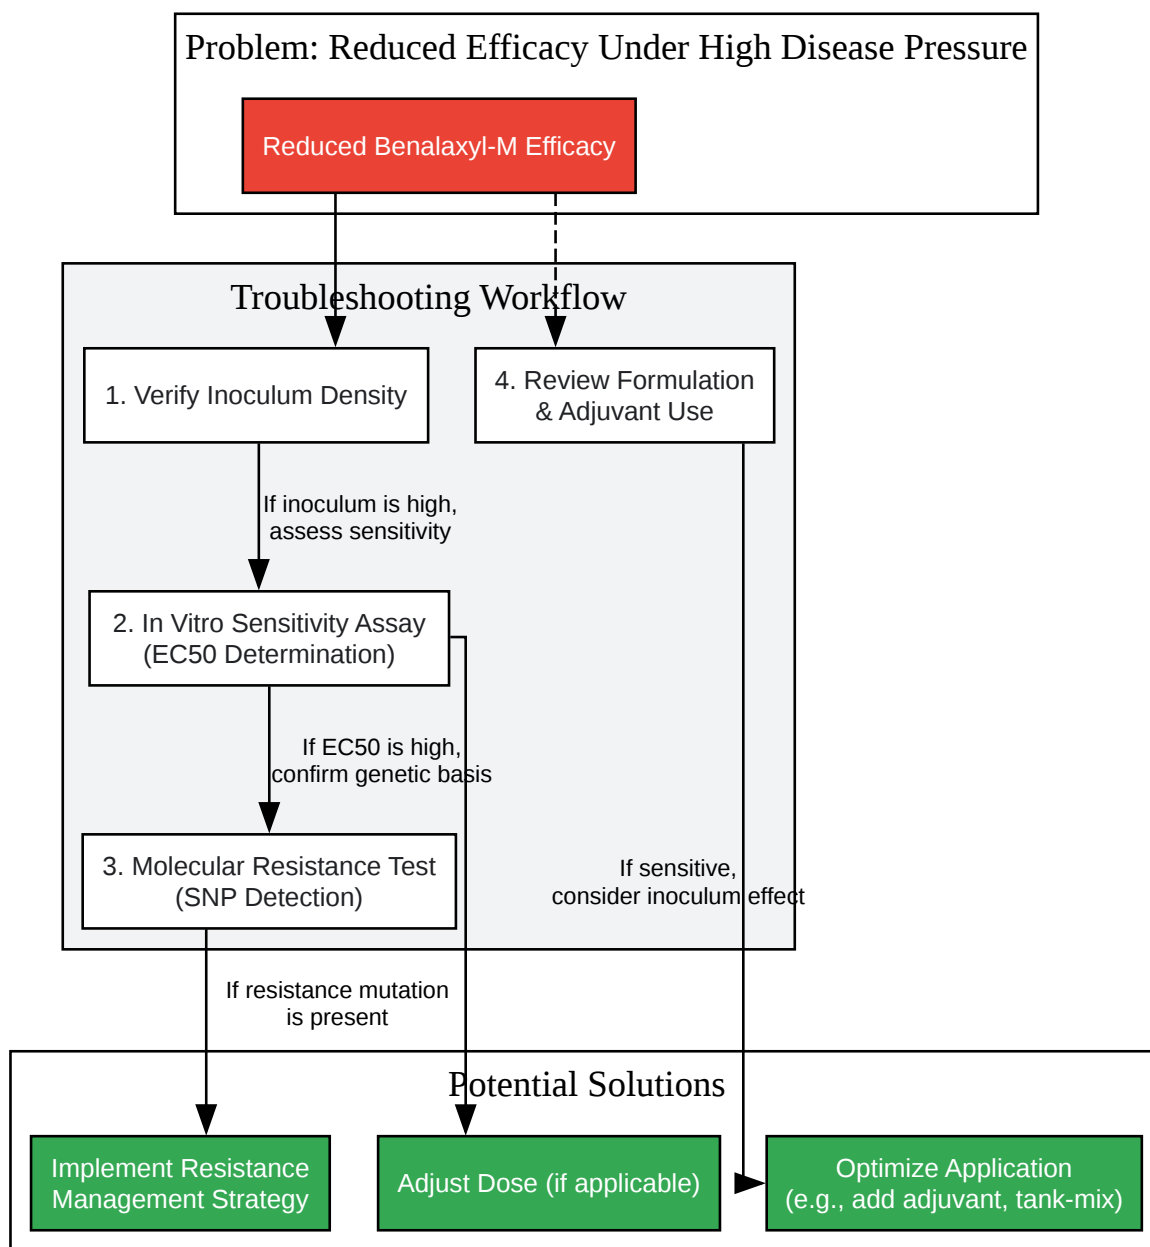 Problem: Reduced Efficacy Under High Disease Pressure
Reduced Benalaxyl-M Efficacy
Troubleshooting Workflow
1. Verify Inoculum Density
4. Review Formulation
& Adjuvant Use
If inoculum is high,
assess sensitivity
2. In Vitro Sensitivity Assay
(EC50 Determination)
If EC50 is high,
confirm genetic basis
3. Molecular Resistance Test
(SNP Detection)
If sensitive,
consider inoculum effect
If resistance mutation
is present
Potential Solutions
Implement Resistance
Management Strategy
Adjust Dose (if applicable)
Optimize Application
(e.g., add adjuvant, tank-mix)